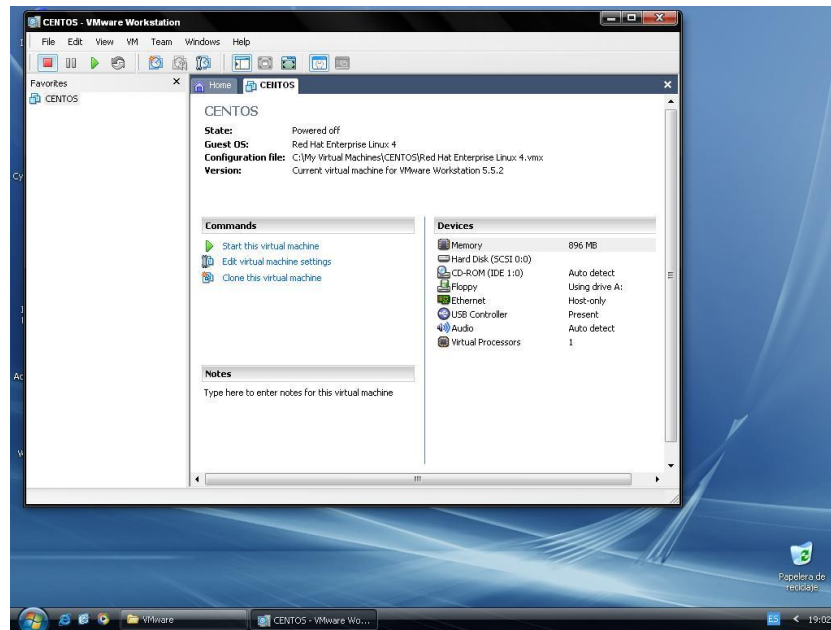 CENTOS - VMware Workstation
File Edit View VM Team Windows Help
Favorites
CENTOS
Home CENTOS
CENTOS
State: Powered off
Guest OS: Red Hat Enterprise Linux 4
Configuration file: C:\My Virtual Machines\CENTOS\Red Hat Enterprise Linux 4.vmx
Version: Current virtual machine for VMware Workstation 5.5.2
Commands
Start this virtual machine
Edit virtual machine settings
Clone this virtual machine
Devices
Memory 896 MB
Hard Disk (SCSI 0:0)
CD-ROM (IDE 1:0) Auto detect
Floppy Using drive A:
Ethernet Host-only
USB Controller Present
Audio Auto detect
Virtual Processors 1
Notes
Type here to enter notes for this virtual machine
Papelera de
reciclaje
VMware
CENTOS - VMware Wo...
ES
19:02